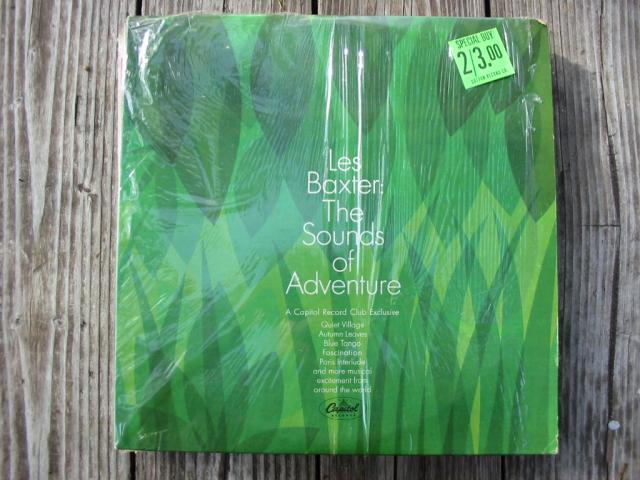 SPECIAL BUY
2/3.00
Les
Baxter:
The
Sounds
of
Adventure
A Capitol Record Club Exclusive
Quiet Village
Autumn Leaves
Blue Tango
Fascination
Paris Interlude
and more musical
excitement from
around the world
Capitol
RECORDS